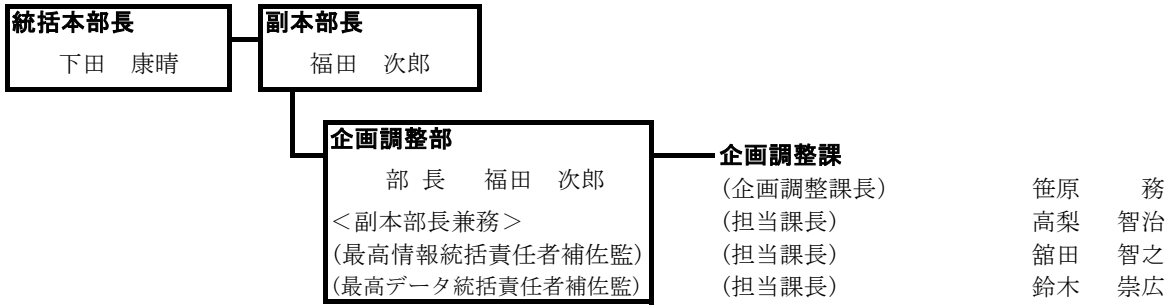 統括本部長
下田　康晴
副本部長
福田　次郎
企画調整部
部 長　福田　次郎
＜副本部長兼務＞
(最高情報統括責任者補佐監)
(最高データ統括責任者補佐監)
企画調整課
(企画調整課長)　笹原　務
(担当課長)　高梨　智治
(担当課長)　舘田　智之
(担当課長)　鈴木　崇広